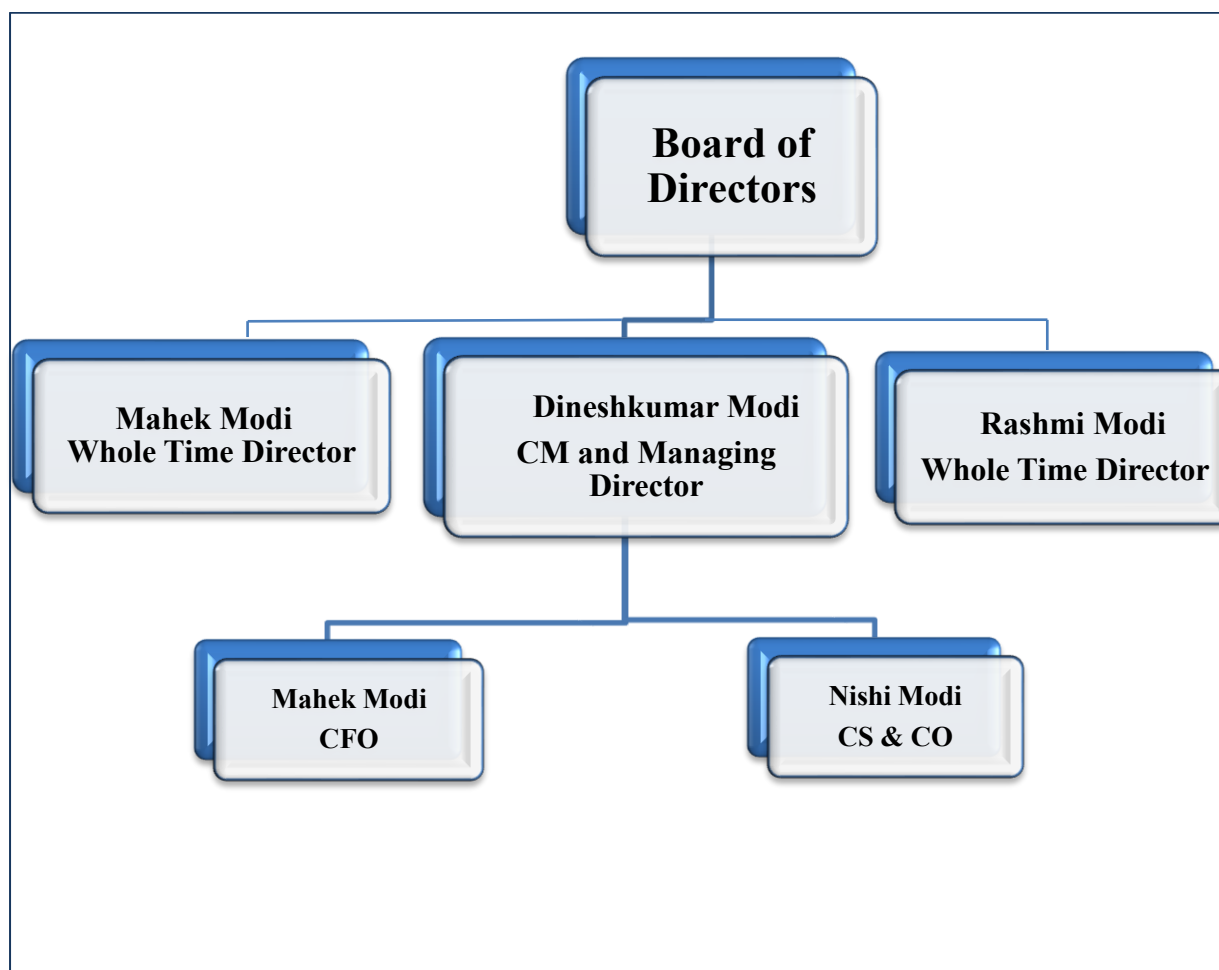 Board of
Directors
Mahek Modi
Whole Time Director
Dineshkumar Modi
CM and Managing
Director
Rashmi Modi
Whole Time Director
Mahek Modi
CFO
Nishi Modi
CS & CO